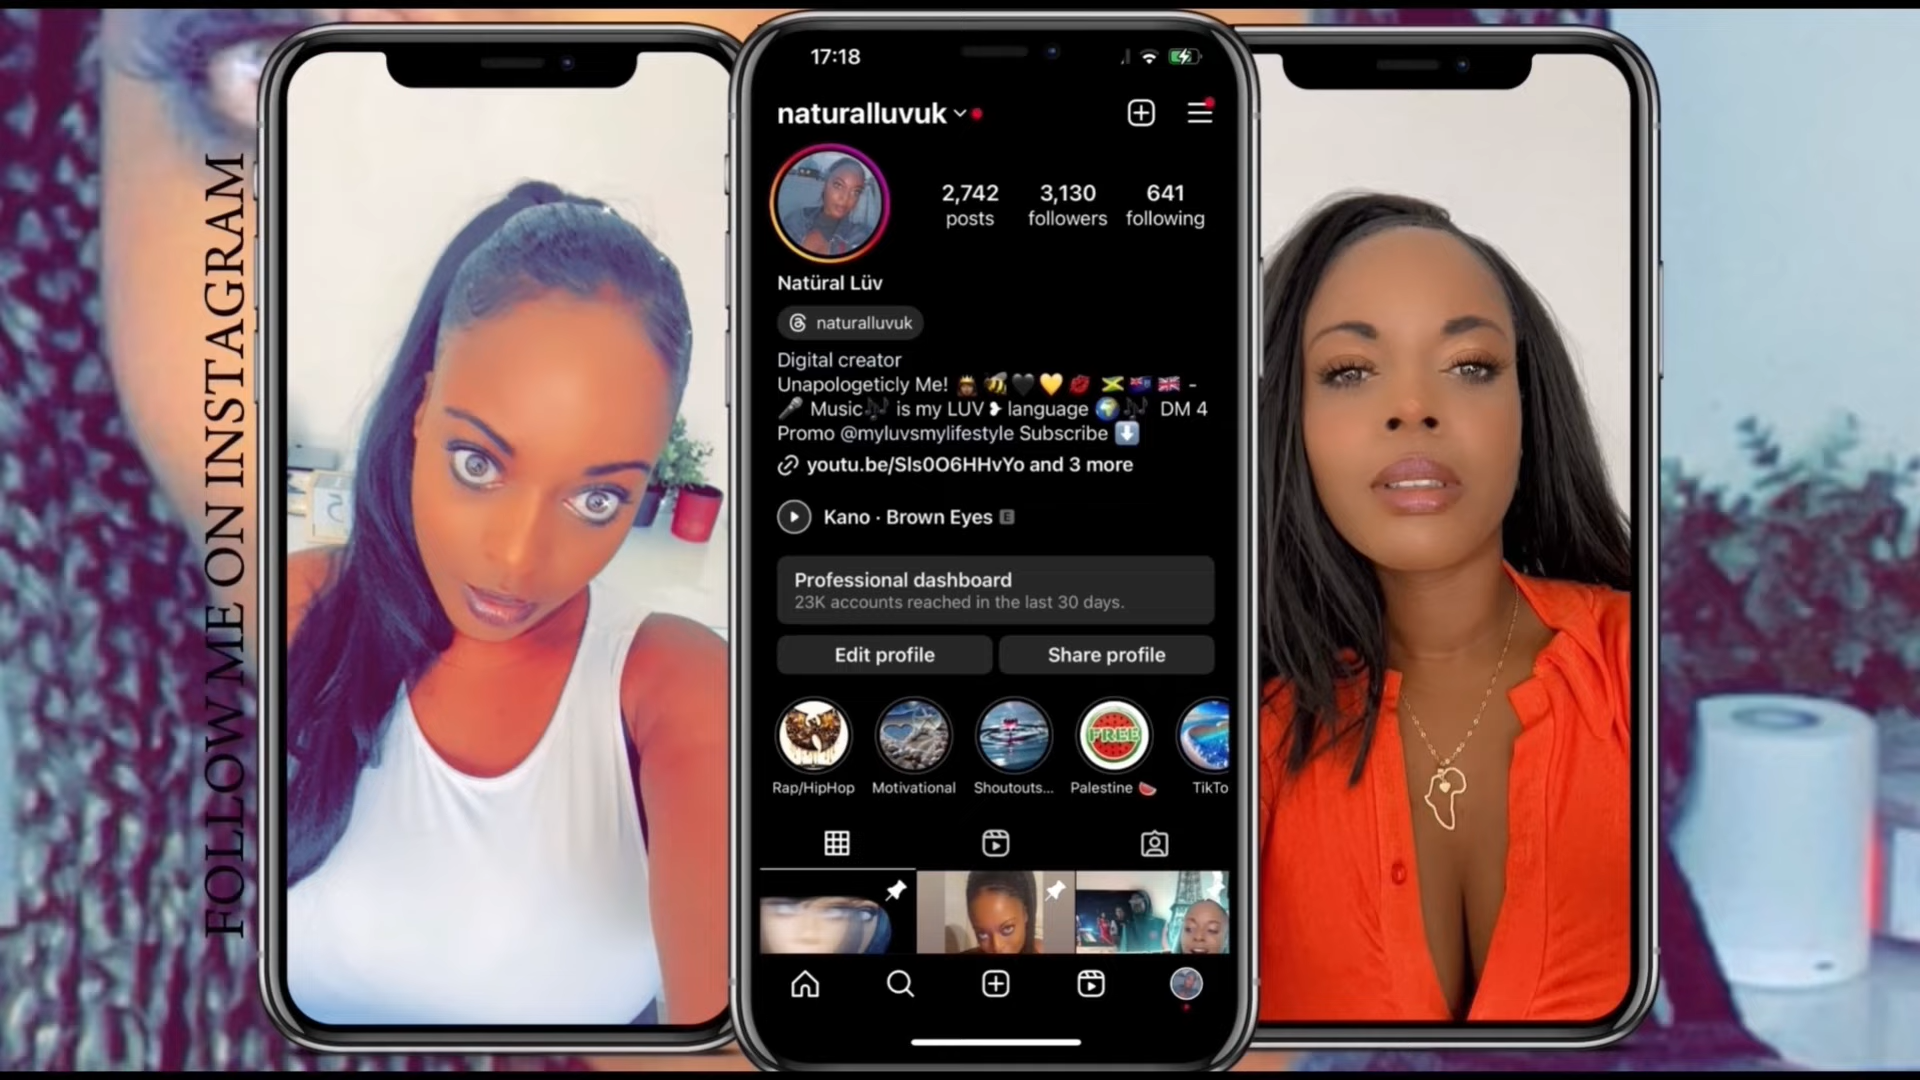 FOLLOW ME ON INSTAGRAM
17:18
naturalluvuk
2,742 3,130 641
posts followers following
Natüral Lüv
naturalluvuk
Digital creator
Unapologeticly Me! 👸🏾🐝🖤💛💋 🇯🇲🇲🇸🇬🇧 -
🎤 Music🎶 is my LUV ❥ language 🌍🎶 DM 4
Promo @myluvsmylifestyle Subscribe ⬇️
youtu.be/Sls0O6HHvYo and 3 more
Kano · Brown Eyes E
Professional dashboard
23K accounts reached in the last 30 days.
Edit profile Share profile
FREE
Rap/HipHop Motivational Shoutouts... Palestine 🍉 TikTo